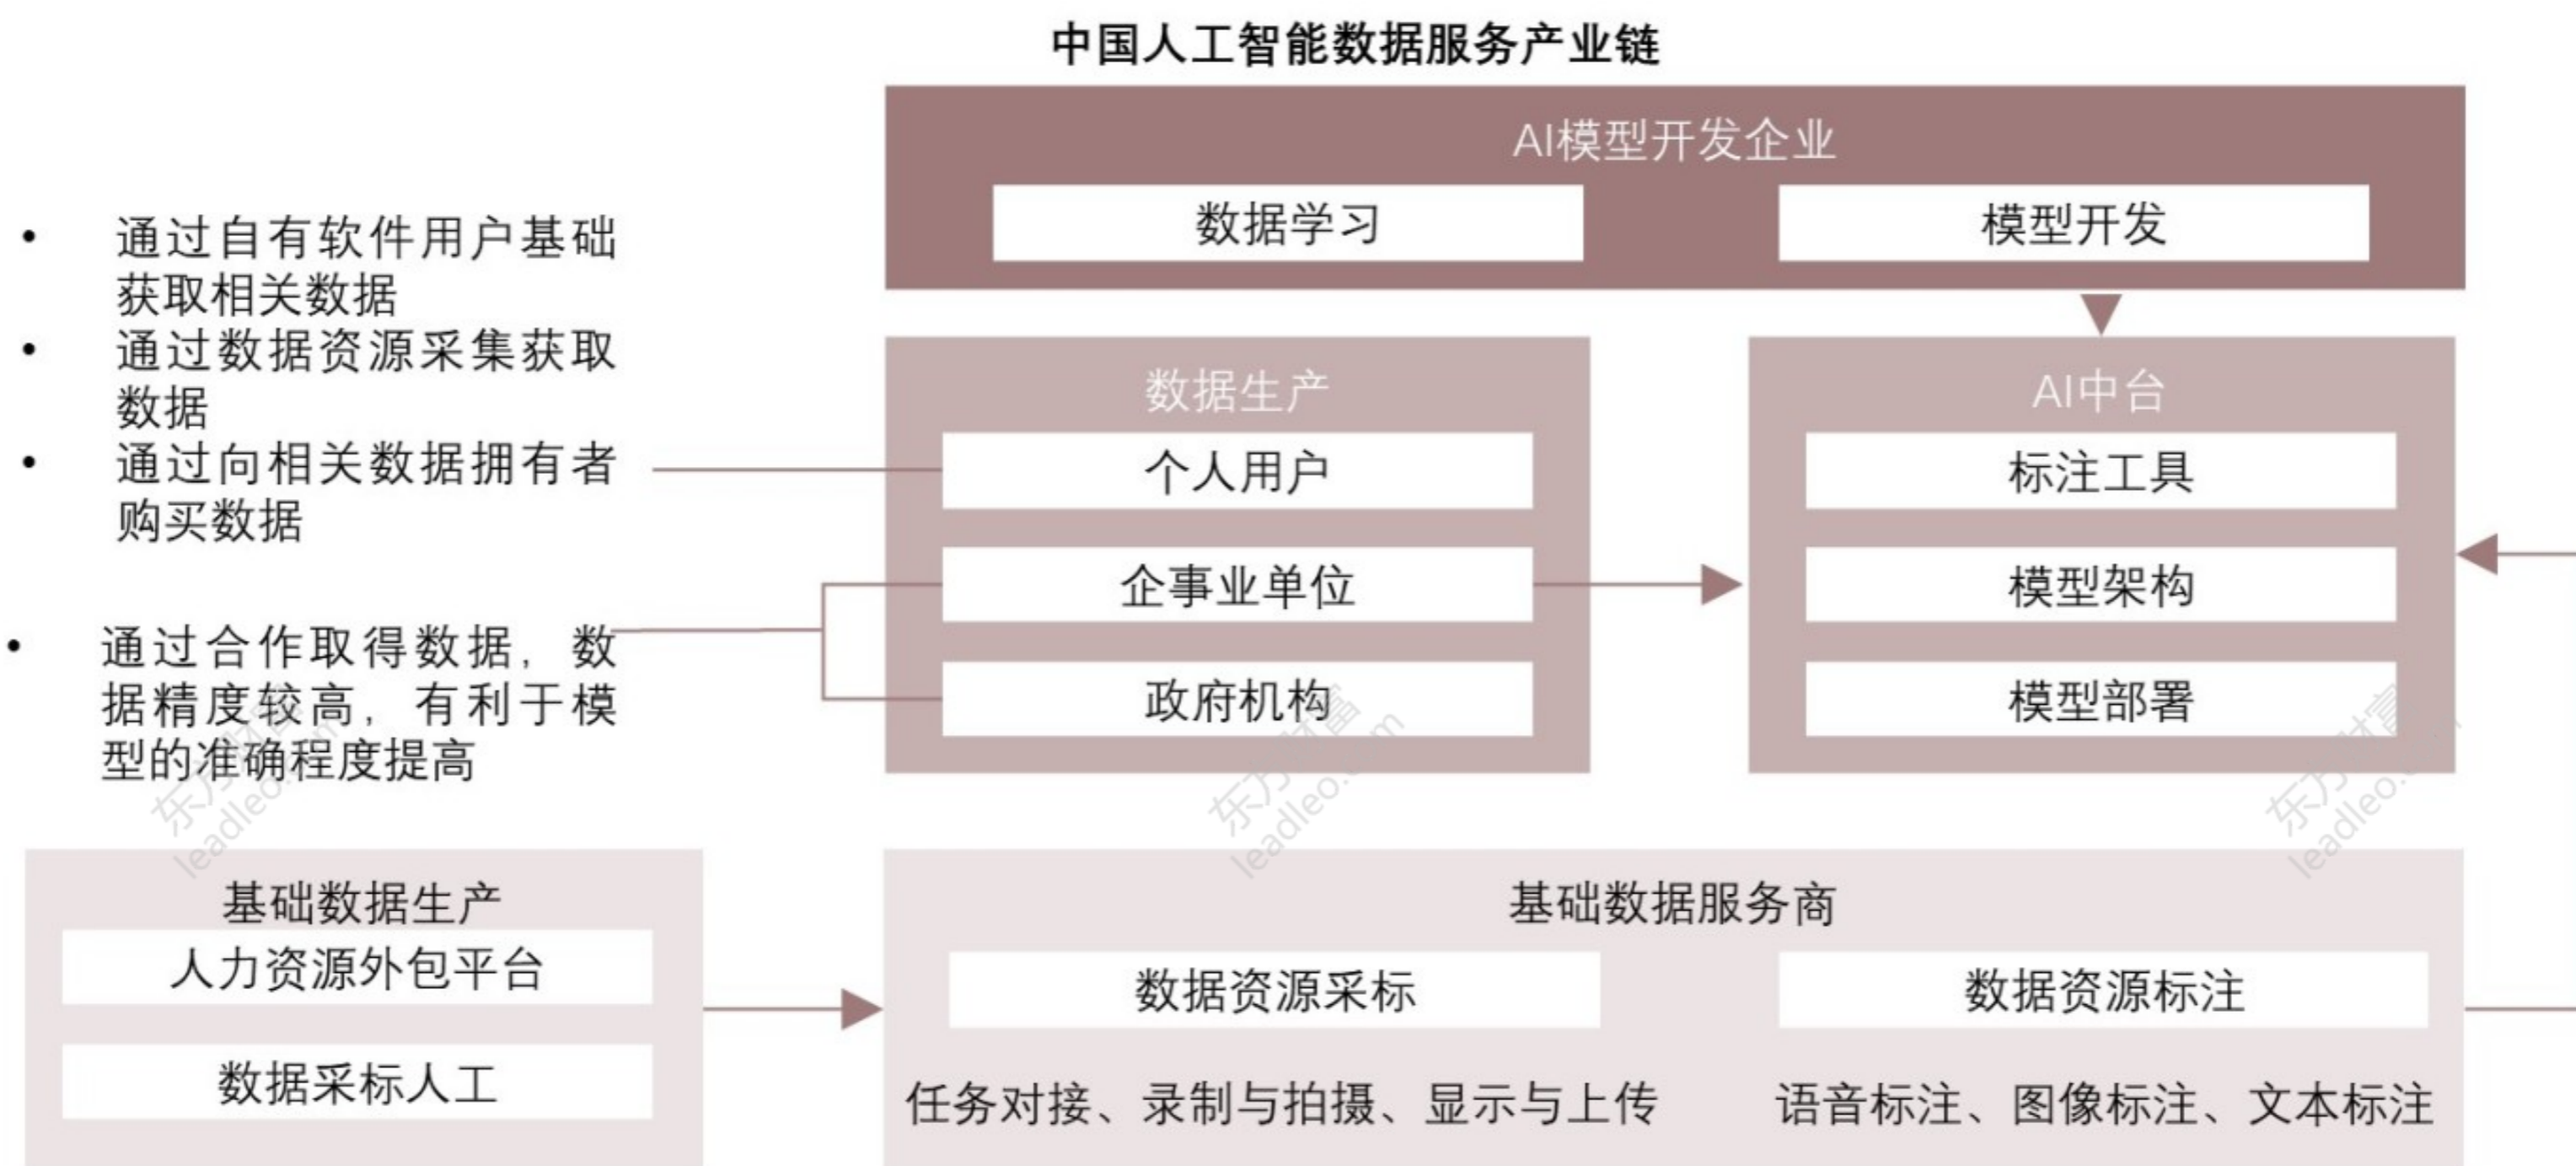 中国人工智能数据服务产业链
AI模型开发企业
数据学习
模型开发
• 通过自有软件用户基础
获取相关数据
• 通过数据资源采集获取
数据
• 通过向相关数据拥有者
购买数据
• 通过合作取得数据，数
据精度较高，有利于模
型的准确程度提高
数据生产
个人用户
企事业单位
政府机构
AI中台
标注工具
模型架构
模型部署
基础数据生产
人力资源外包平台
数据采标人工
基础数据服务商
数据资源采标
数据资源标注
任务对接、录制与拍摄、显示与上传
语音标注、图像标注、文本标注